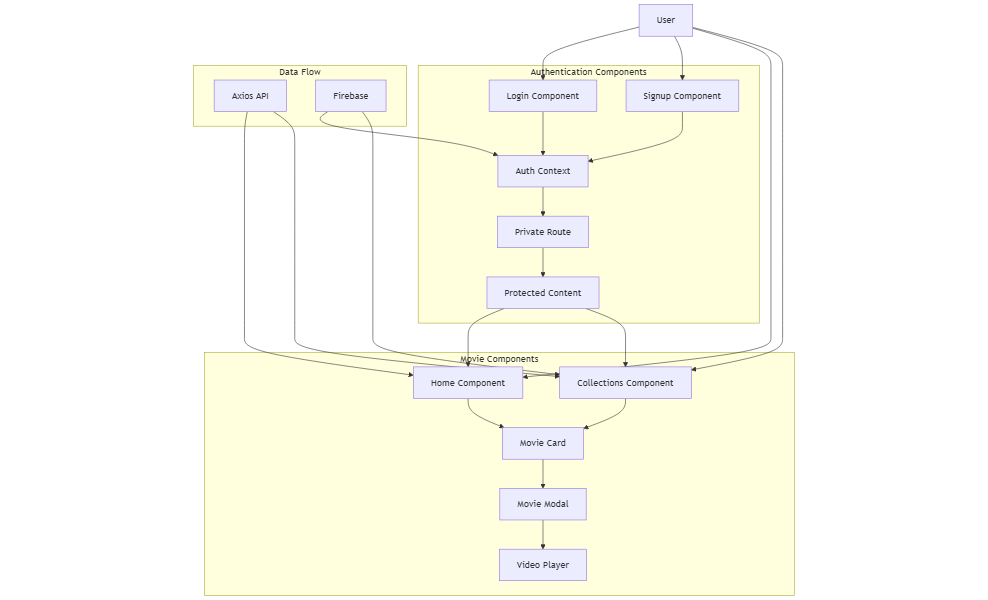 User
Data Flow
Axios API
Firebase
Authentication Components
Login Component
Signup Component
Auth Context
Private Route
Protected Content
Movie Components
Home Component
Collections Component
Movie Card
Movie Modal
Video Player